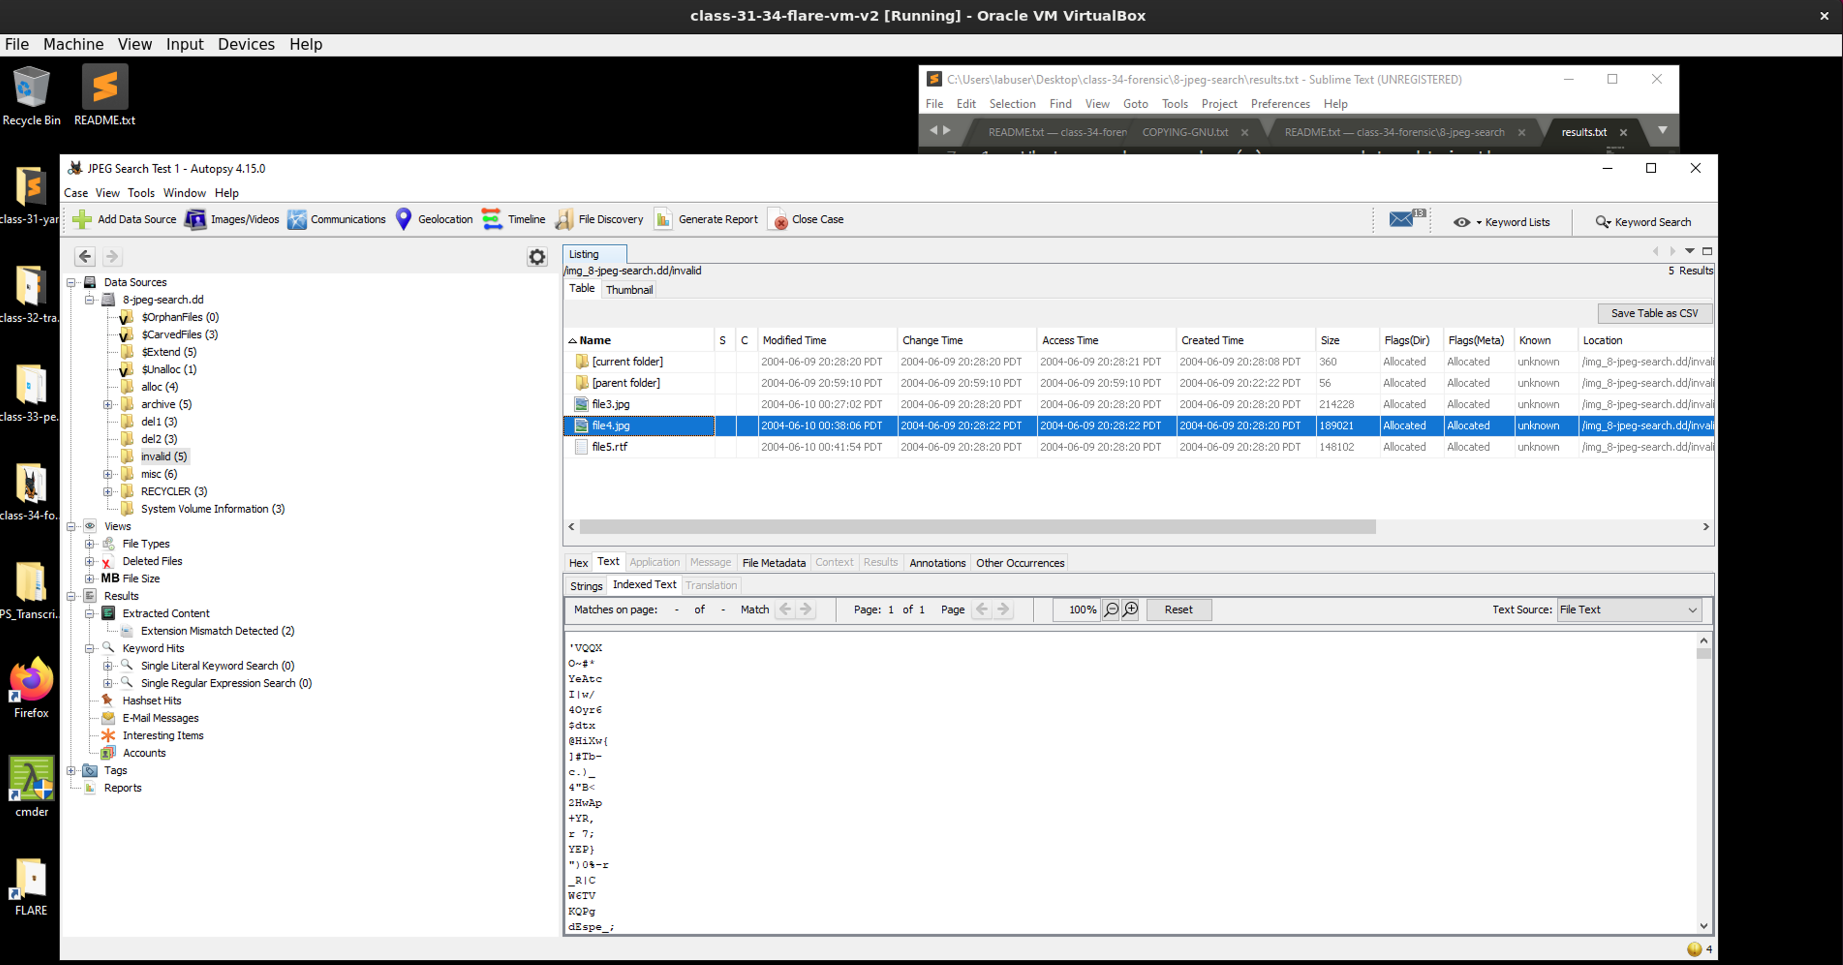 class-31-34-flare-vm-v2 [Running] - Oracle VM VirtualBox
File Machine View Input Devices Help
Recycle Bin
README.txt
class-31-yar
class-32-tra.
class-33-pe.
class-34-fo.
PS_Transcri.
Firefox
cmder
FLARE
C:\Users\labuser\Desktop\class-34-forensic\8-jpeg-search\results.txt - Sublime Text (UNREGISTERED)
File Edit Selection Find View Goto Tools Project Preferences Help
README.txt — class-34-foren COPYING-GNU.txt README.txt — class-34-forensic\8-jpeg-search results.txt
JPEG Search Test 1 - Autopsy 4.15.0
Case View Tools Window Help
Add Data Source Images/Videos Communications Geolocation Timeline File Discovery Generate Report Close Case 13 Keyword Lists Keyword Search
Data Sources
8-jpeg-search.dd
$OrphanFiles (0)
$CarvedFiles (3)
$Extend (5)
$Unalloc (1)
alloc (4)
archive (5)
del1 (3)
del2 (3)
invalid (5)
misc (6)
RECYCLER (3)
System Volume Information (3)
Views
File Types
Deleted Files
MB File Size
Results
Extracted Content
Extension Mismatch Detected (2)
Keyword Hits
Single Literal Keyword Search (0)
Single Regular Expression Search (0)
Hashset Hits
E-Mail Messages
Interesting Items
Accounts
Tags
Reports
Listing
/img_8-jpeg-search.dd/invalid
5 Results
Table Thumbnail
Save Table as CSV
Name S C Modified Time Change Time Access Time Created Time Size Flags(Dir) Flags(Meta) Known Location
[current folder] 2004-06-09 20:28:20 PDT 2004-06-09 20:28:20 PDT 2004-06-09 20:28:21 PDT 2004-06-09 20:28:08 PDT 360 Allocated Allocated unknown /img_8-jpeg-search.dd/invali
[parent folder] 2004-06-09 20:59:10 PDT 2004-06-09 20:59:10 PDT 2004-06-09 20:59:10 PDT 2004-06-09 20:22:22 PDT 56 Allocated Allocated unknown /img_8-jpeg-search.dd/invali
file3.jpg 2004-06-10 00:27:02 PDT 2004-06-09 20:28:20 PDT 2004-06-09 20:28:20 PDT 2004-06-09 20:28:20 PDT 214228 Allocated Allocated unknown /img_8-jpeg-search.dd/invali
file4.jpg 2004-06-10 00:38:06 PDT 2004-06-09 20:28:22 PDT 2004-06-09 20:28:22 PDT 2004-06-09 20:28:20 PDT 189021 Allocated Allocated unknown /img_8-jpeg-search.dd/invali
file5.rtf 2004-06-10 00:41:54 PDT 2004-06-09 20:28:20 PDT 2004-06-09 20:28:20 PDT 2004-06-09 20:28:20 PDT 148102 Allocated Allocated unknown /img_8-jpeg-search.dd/invali
Hex Text Application Message File Metadata Context Results Annotations Other Occurrences
Strings Indexed Text Translation
Matches on page: - of - Match Page: 1 of 1 Page 100% Reset Text Source: File Text
'VQQX
O~#*
YeAtc
I|w/
4Oyr6
$dtx
@HiXw{
]#Tb-
c.)_
4"B<
2HwAp
+YR,
r 7;
YEP}
")0%-r
_R|C
W6TV
KQPg
dEspe_;
4